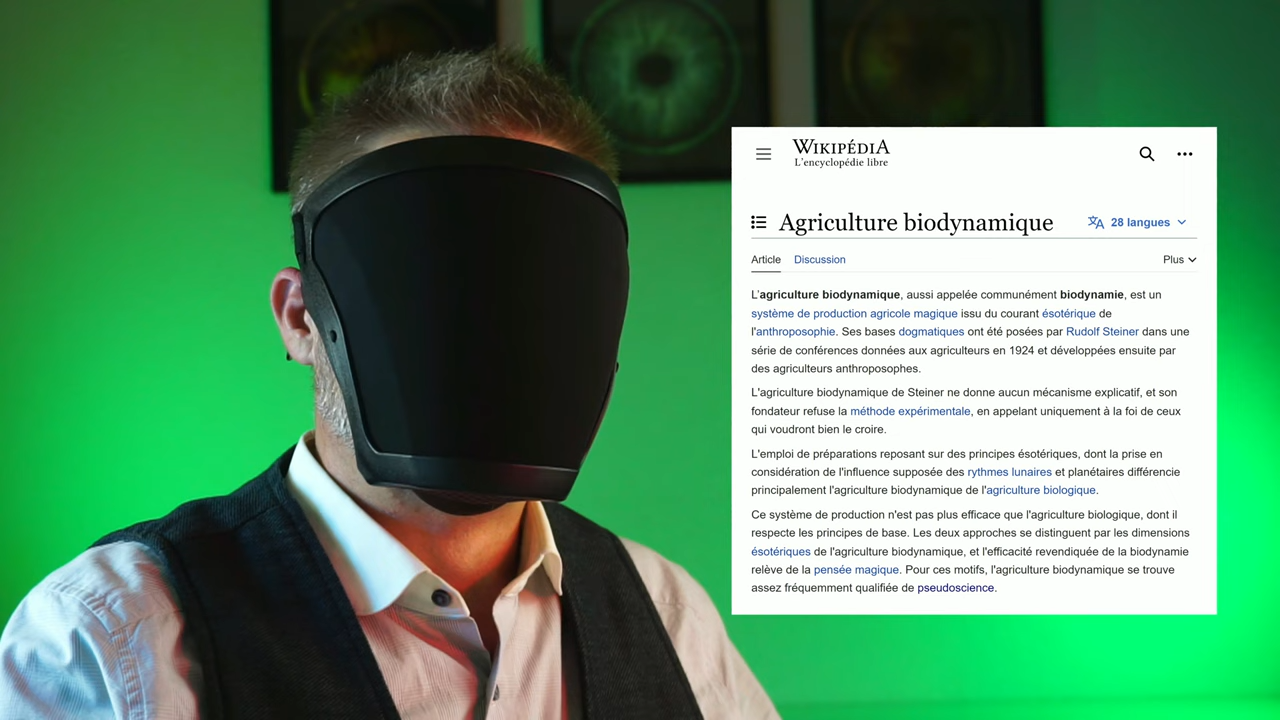 WIKIPÉDIA
L'encyclopédie libre
Agriculture biodynamique
28 langues
Article Discussion Plus
L'agriculture biodynamique, aussi appelée communément biodynamie, est un
système de production agricole magique issu du courant ésotérique de
l'anthroposophie. Ses bases dogmatiques ont été posées par Rudolf Steiner dans une
série de conférences données aux agriculteurs en 1924 et développées ensuite par
des agriculteurs anthroposophes.
L'agriculture biodynamique de Steiner ne donne aucun mécanisme explicatif, et son
fondateur refuse la méthode expérimentale, en appelant uniquement à la foi de ceux
qui voudront bien le croire.
L'emploi de préparations reposant sur des principes ésotériques, dont la prise en
considération de l'influence supposée des rythmes lunaires et planétaires différencie
principalement l'agriculture biodynamique de l'agriculture biologique.
Ce système de production n'est pas plus efficace que l'agriculture biologique, dont il
respecte les principes de base. Les deux approches se distinguent par les dimensions
ésotériques de l'agriculture biodynamique, et l'efficacité revendiquée de la biodynamie
relève de la pensée magique. Pour ces motifs, l'agriculture biodynamique se trouve
assez fréquemment qualifiée de pseudoscience.